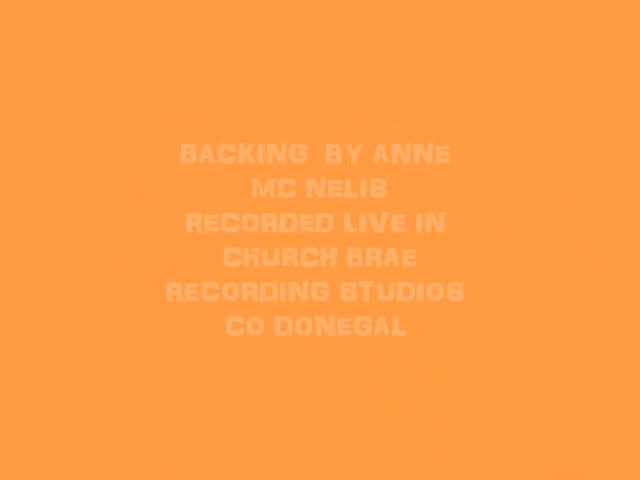 BACKING BY ANNE
MC NELIS
RECORDED LIVE IN
CHURCH BRAE
RECORDING STUDIOS
CO DONEGAL